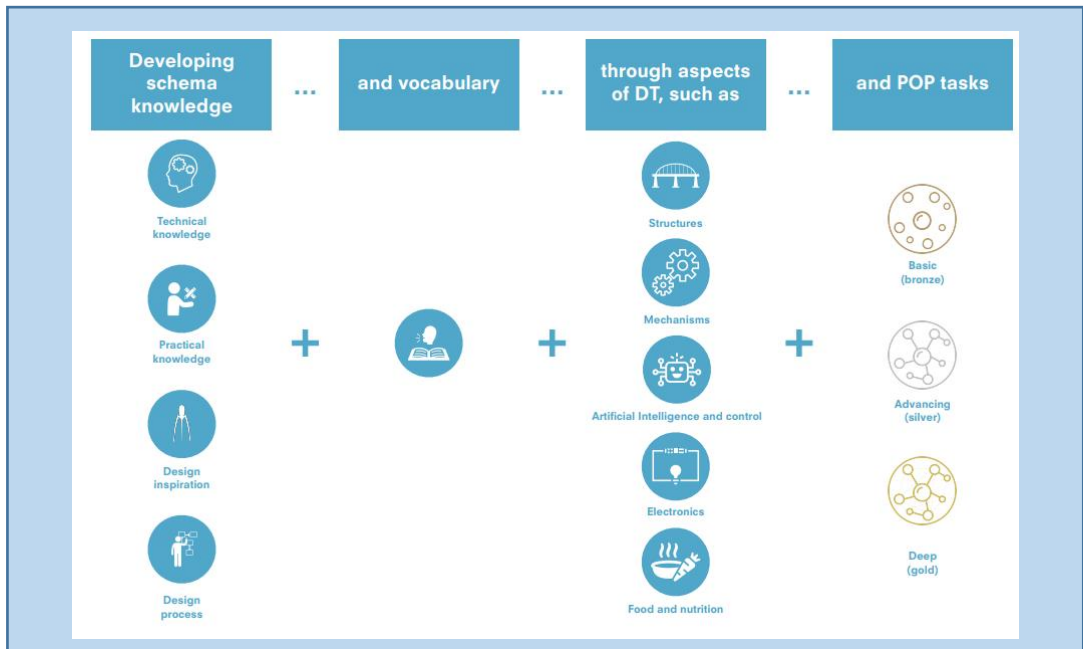 Developing
schema
knowledge
...
and vocabulary
...
through aspects
of DT, such as
...
and POP tasks
Technical
knowledge
Practical
knowledge
Design
inspiration
Design
process
+
+
Structures
Mechanisms
Artificial Intelligence and control
Electronics
Food and nutrition
+
Basic
(bronze)
Advancing
(silver)
Deep
(gold)